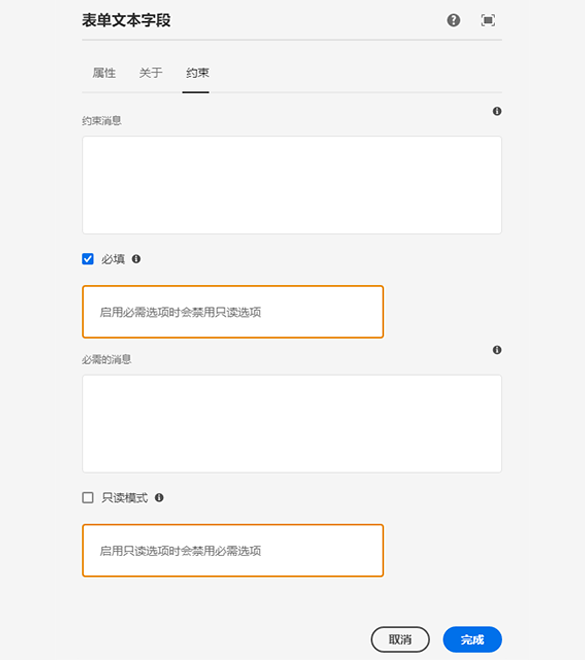 表单文本字段
属性 关于 约束
约束消息
必填
启用必需选项时会禁用只读选项
必需的消息
只读模式
启用只读选项时会禁用必需选项
取消 完成